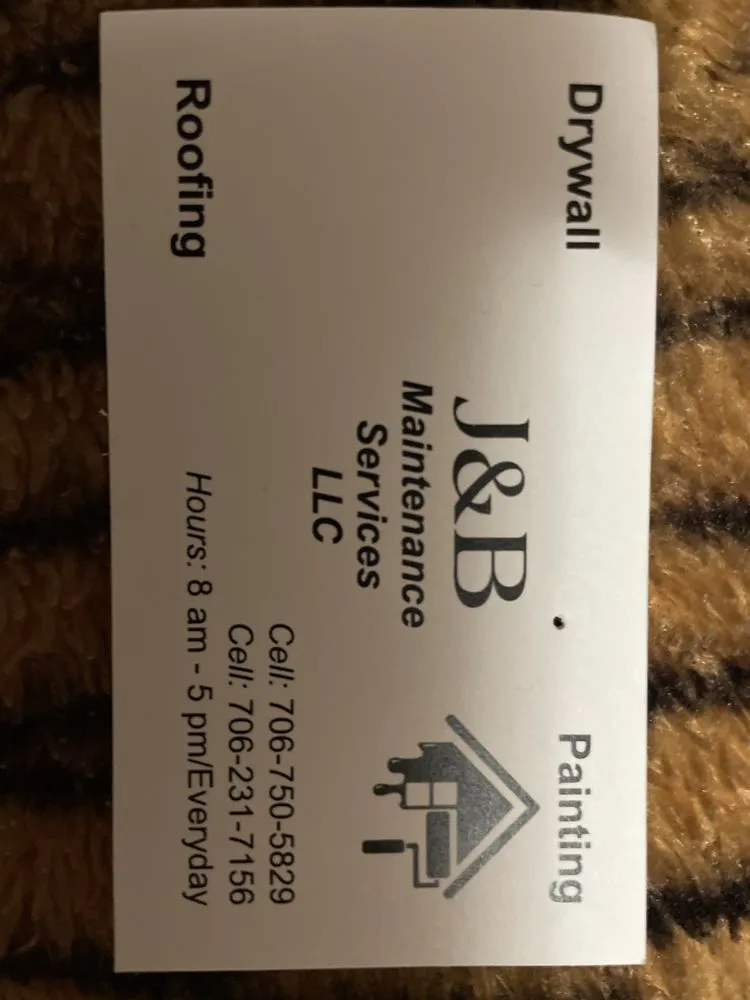 Drywall
Painting
J&B
Maintenance
Services
LLC
Cell: 706-750-5829
Cell: 706-231-7156
Roofing
Hours: 8 am - 5 pm/Everyday